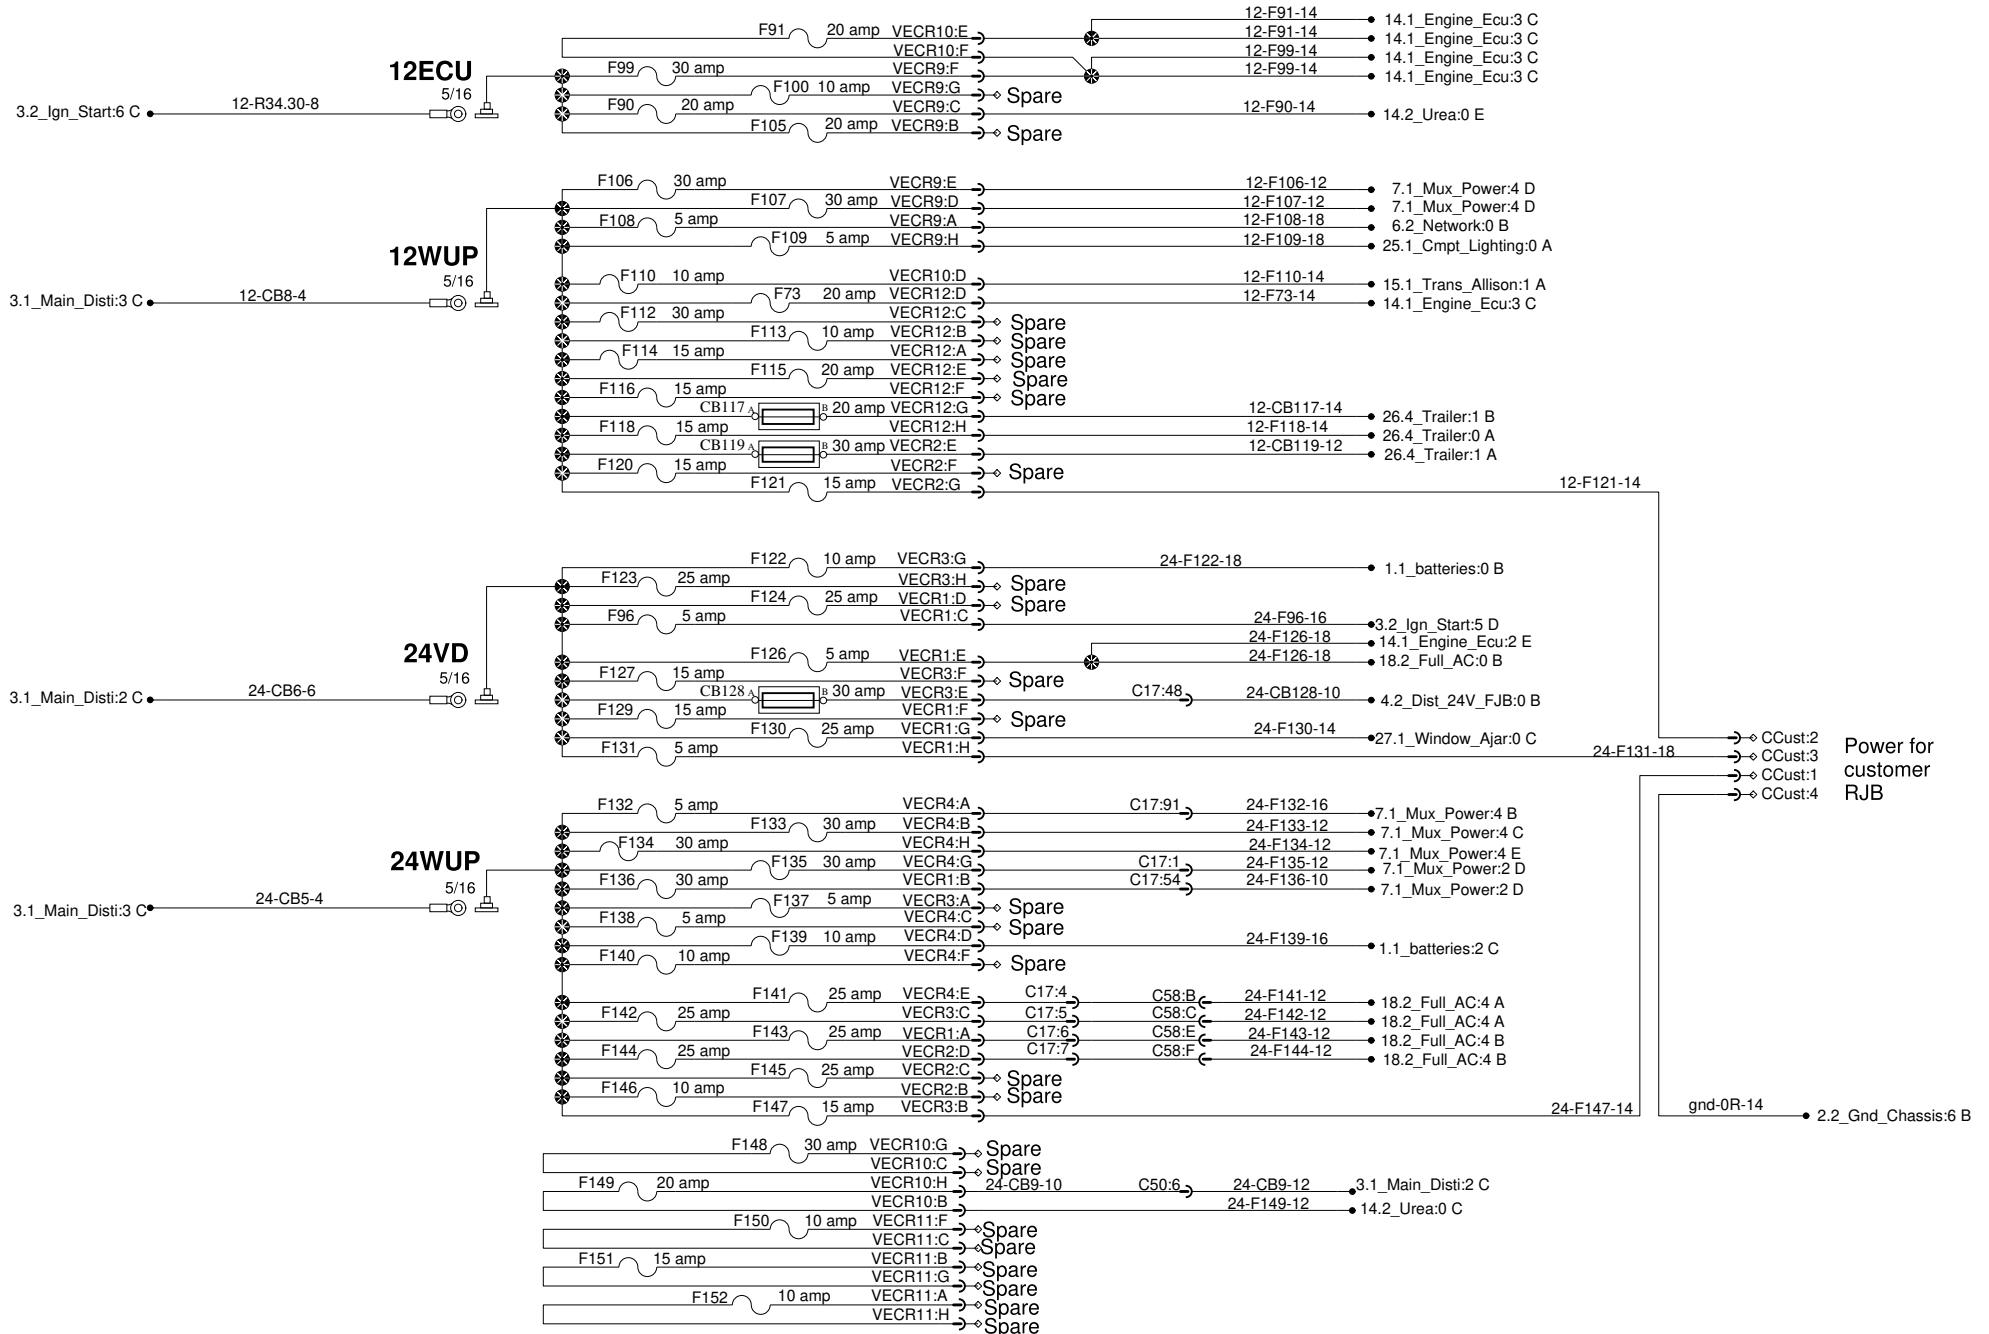 12ECU
5/16
3.2_Ign_Start:6 C 12-R34.30-8
F91 20 amp VECR10:E 12-F91-14 14.1_Engine_Ecu:3 C
12-F91-14 14.1_Engine_Ecu:3 C
VECR10:F 12-F99-14 14.1_Engine_Ecu:3 C
F99 30 amp VECR9:F 12-F99-14 14.1_Engine_Ecu:3 C
F100 10 amp VECR9:G Spare
F90 20 amp VECR9:C 12-F90-14 14.2_Urea:0 E
F105 20 amp VECR9:B Spare
12WUP
5/16
3.1_Main_Disti:3 C 12-CB8-4
F106 30 amp VECR9:E 12-F106-12 7.1_Mux_Power:4 D
F107 30 amp VECR9:D 12-F107-12 7.1_Mux_Power:4 D
F108 5 amp VECR9:A 12-F108-18 6.2_Network:0 B
F109 5 amp VECR9:H 12-F109-18 25.1_Cmpt_Lighting:0 A
F110 10 amp VECR10:D 12-F110-14 15.1_Trans_Allison:1 A
F73 20 amp VECR12:D 12-F73-14 14.1_Engine_Ecu:3 C
F112 30 amp VECR12:C Spare
F113 10 amp VECR12:B Spare
F114 15 amp VECR12:A Spare
F115 20 amp VECR12:E Spare
F116 15 amp VECR12:F Spare
CB117 A B 20 amp VECR12:G 12-CB117-14 26.4_Trailer:1 B
F118 15 amp VECR12:H 12-F118-14 26.4_Trailer:0 A
CB119 A B 30 amp VECR2:E 12-CB119-12 26.4_Trailer:1 A
F120 15 amp VECR2:F Spare
F121 15 amp VECR2:G 12-F121-14
24VD
5/16
3.1_Main_Disti:2 C 24-CB6-6
F122 10 amp VECR3:G 24-F122-18 1.1_batteries:0 B
F123 25 amp VECR3:H Spare
F124 25 amp VECR1:D Spare
F96 5 amp VECR1:C 24-F96-16 3.2_Ign_Start:5 D
24-F126-18 14.1_Engine_Ecu:2 E
F126 5 amp VECR1:E 24-F126-18 18.2_Full_AC:0 B
F127 15 amp VECR3:F Spare
CB128 A B 30 amp VECR3:E C17:48 24-CB128-10 4.2_Dist_24V_FJB:0 B
F129 15 amp VECR1:F Spare
F130 25 amp VECR1:G 24-F130-14 27.1_Window_Ajar:0 C
F131 5 amp VECR1:H 24-F131-18
CCust:2
CCust:3
CCust:1
CCust:4
Power for
customer
RJB
24WUP
5/16
3.1_Main_Disti:3 C 24-CB5-4
F132 5 amp VECR4:A C17:91 24-F132-16 7.1_Mux_Power:4 B
F133 30 amp VECR4:B 24-F133-12 7.1_Mux_Power:4 C
F134 30 amp VECR4:H 24-F134-12 7.1_Mux_Power:4 E
F135 30 amp VECR4:G C17:1 24-F135-12 7.1_Mux_Power:2 D
F136 30 amp VECR1:B C17:54 24-F136-10 7.1_Mux_Power:2 D
F137 5 amp VECR3:A Spare
F138 5 amp VECR4:C Spare
F139 10 amp VECR4:D 24-F139-16 1.1_batteries:2 C
F140 10 amp VECR4:F Spare
F141 25 amp VECR4:E C17:4 C58:B 24-F141-12 18.2_Full_AC:4 A
F142 25 amp VECR3:C C17:5 C58:C 24-F142-12 18.2_Full_AC:4 A
F143 25 amp VECR1:A C17:6 C58:E 24-F143-12 18.2_Full_AC:4 B
F144 25 amp VECR2:D C17:7 C58:F 24-F144-12 18.2_Full_AC:4 B
F145 25 amp VECR2:C Spare
F146 10 amp VECR2:B Spare
F147 15 amp VECR3:B 24-F147-14 gnd-0R-14 2.2_Gnd_Chassis:6 B
F148 30 amp VECR10:G Spare
VECR10:C Spare
F149 20 amp VECR10:H 24-CB9-10 C50:6 24-CB9-12 3.1_Main_Disti:2 C
VECR10:B 24-F149-12 14.2_Urea:0 C
F150 10 amp VECR11:F Spare
VECR11:C Spare
F151 15 amp VECR11:B Spare
VECR11:G Spare
F152 10 amp VECR11:A Spare
VECR11:H Spare